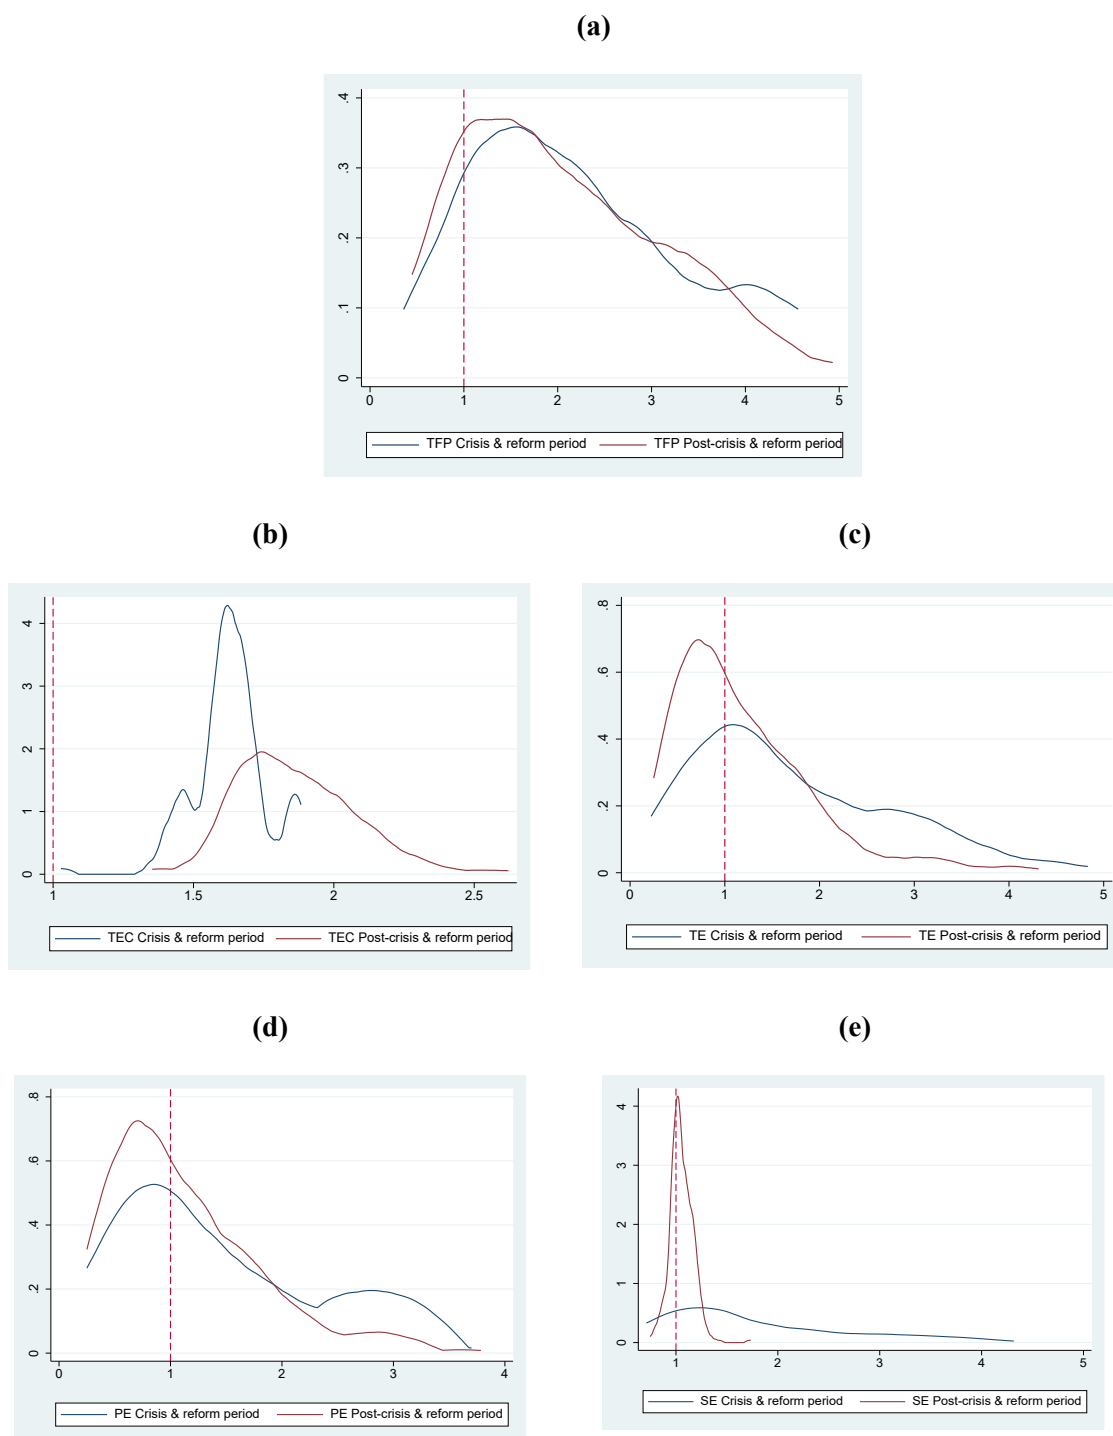 (a)
.4
.3
.2
.1
0
0 1 2 3 4 5
TFP Crisis & reform period TFP Post-crisis & reform period
(b)
(c)
4
3
2
1
0
1 1.5 2 2.5
TEC Crisis & reform period TEC Post-crisis & reform period
.8
.6
.4
.2
0
0 1 2 3 4 5
TE Crisis & reform period TE Post-crisis & reform period
(d)
(e)
.8
.6
.4
.2
0
0 1 2 3 4
PE Crisis & reform period PE Post-crisis & reform period
4
3
2
1
0
1 2 3 4 5
SE Crisis & reform period SE Post-crisis & reform period